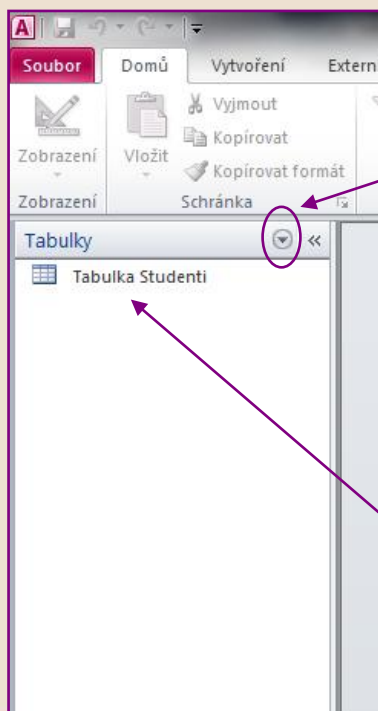 A
Soubor Domů Vytvoření Extern
Zobrazení Vložit Vyjmout
Kopírovat
Kopírovat formát
Zobrazení Schránka
Tabulky «
Tabulka Studenti